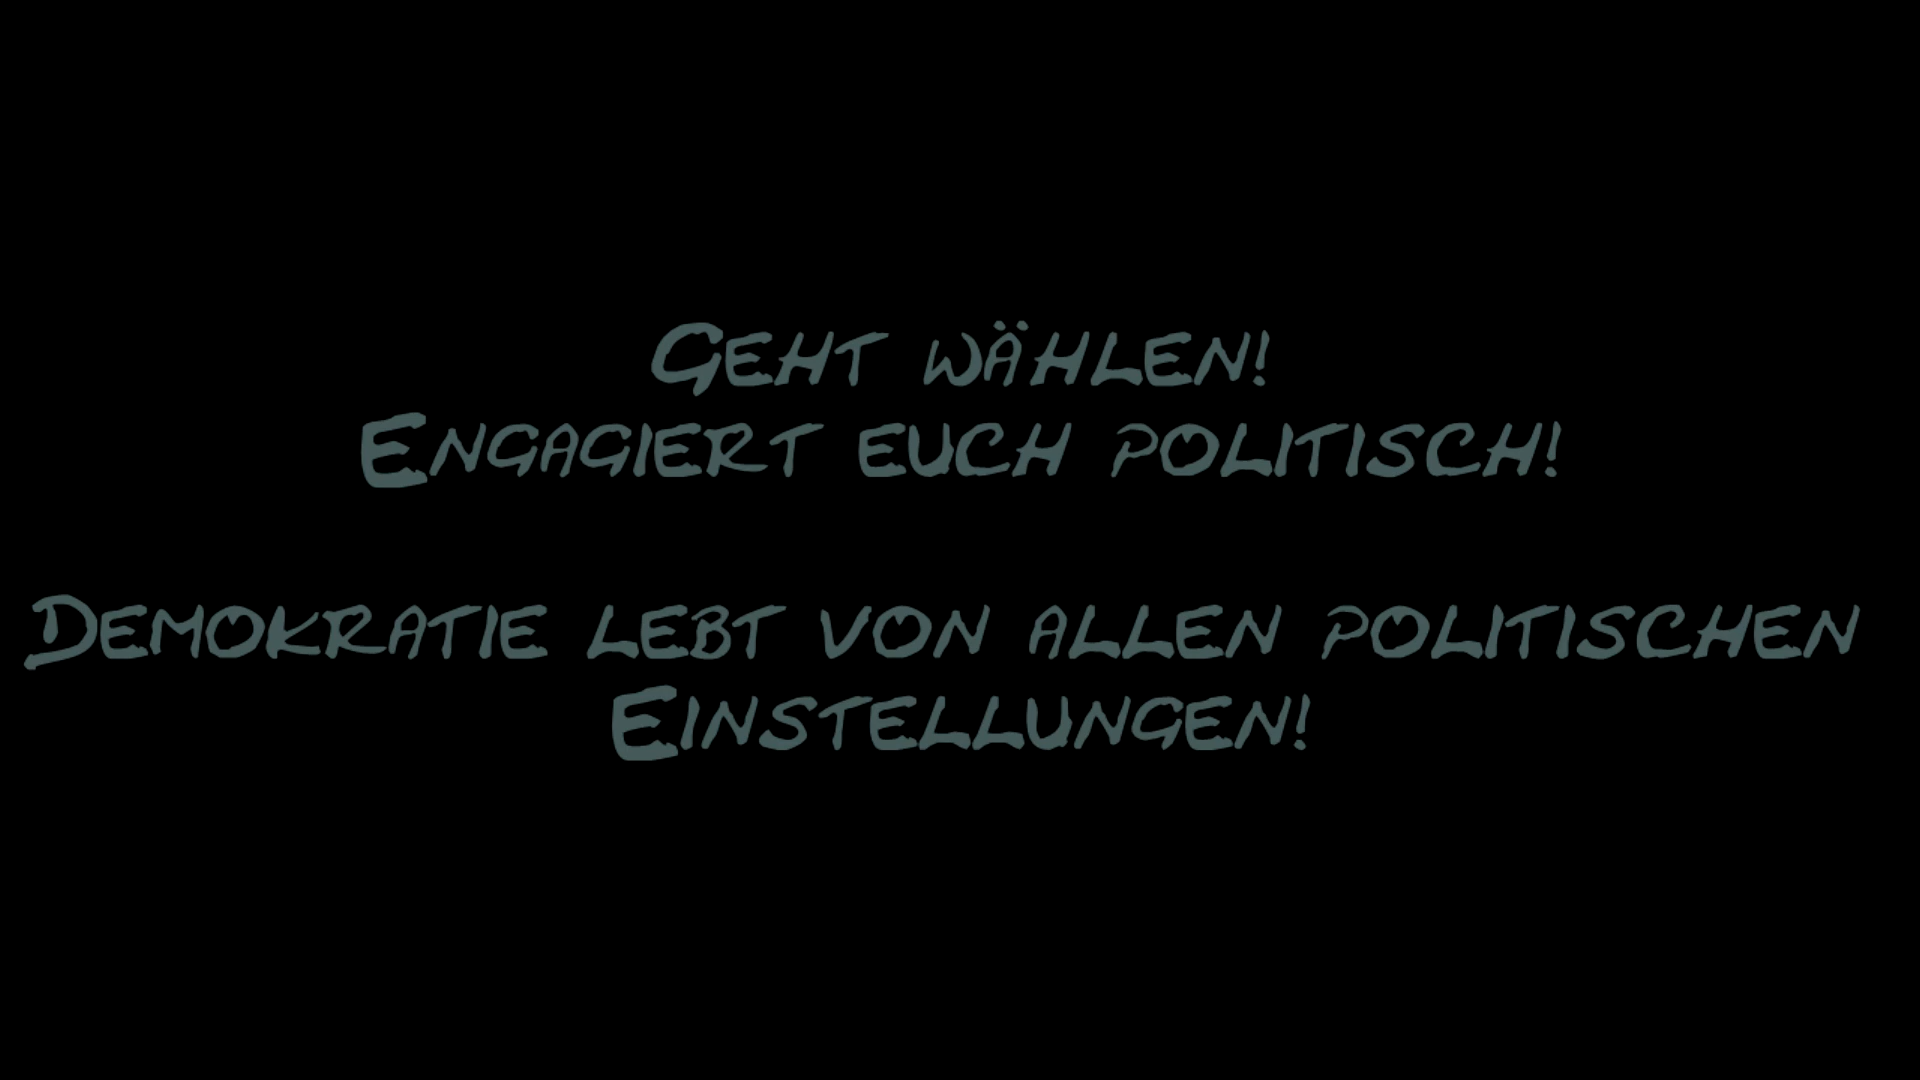 Geht wählen!
Engagiert euch politisch!
Demokratie lebt von allen politischen
Einstellungen!